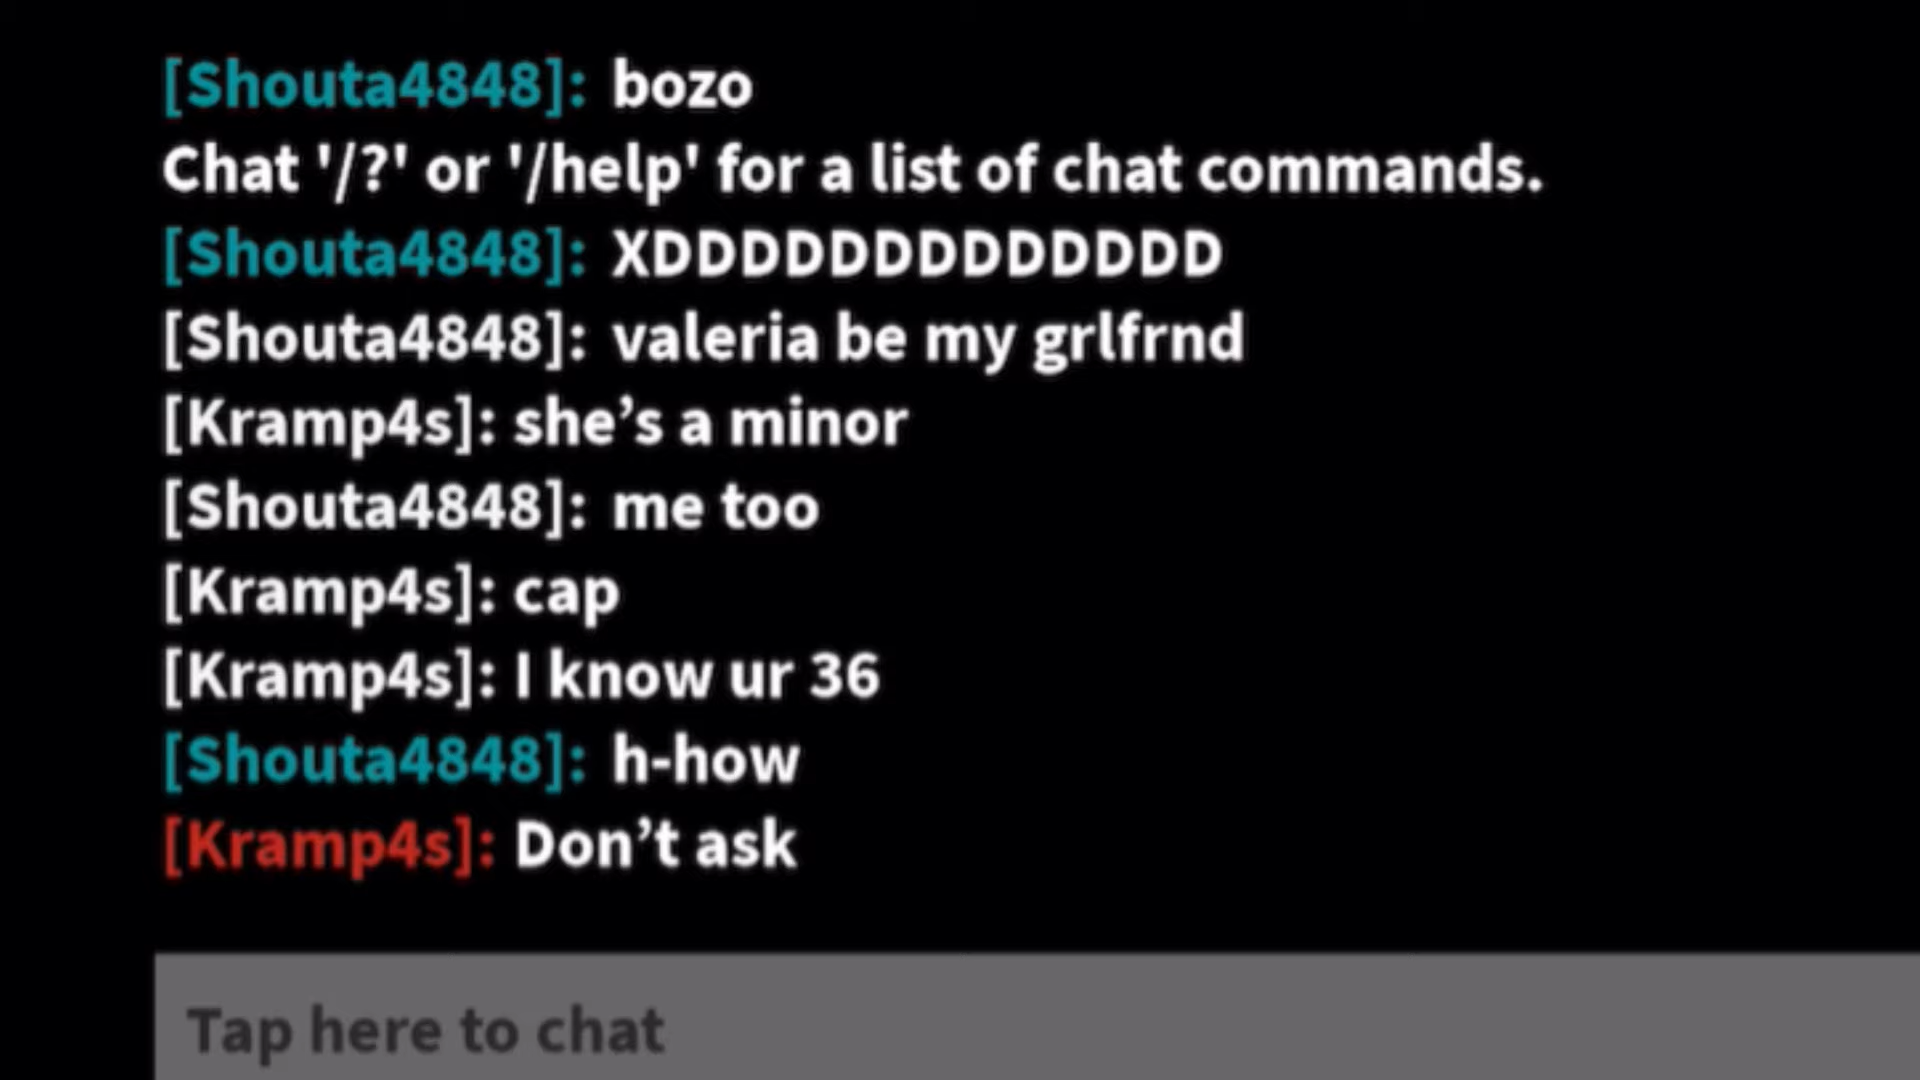 [Shouta4848]: bozo
Chat '/?' or '/help' for a list of chat commands.
[Shouta4848]: XDDDDDDDDDDDDD
[Shouta4848]: valeria be my grlfrnd
[Kramp4s]: she’s a minor
[Shouta4848]: me too
[Kramp4s]: cap
[Kramp4s]: I know ur 36
[Shouta4848]: h-how
[Kramp4s]: Don’t ask
Tap here to chat